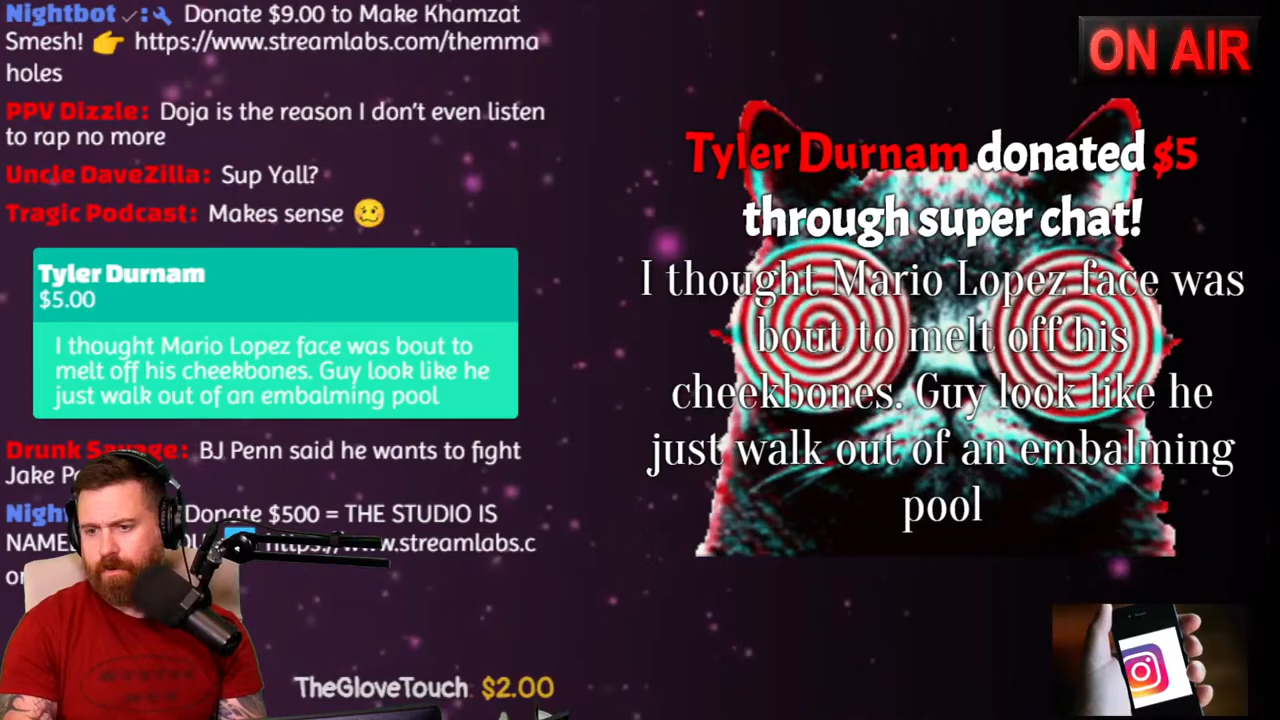 Nightbot ✓:🔧 Donate $9.00 to Make Khamzat
Smesh! 👉 https://www.streamlabs.com/themma
holes
PPV Dizzle: Doja is the reason I don't even listen
to rap no more
Uncle DaveZilla: Sup Yall?
Tragic Podcast: Makes sense 🥴
Tyler Durnam
$5.00
I thought Mario Lopez face was bout to
melt off his cheekbones. Guy look like he
just walk out of an embalming pool
Drunk Savage: BJ Penn said he wants to fight
Jake
Donate $500 = THE STUDIO IS
https://www.streamlabs.c
TheGloveTouch $2.00
ON AIR
Tyler Durnam donated $5
through super chat!
I thought Mario Lopez face was
bout to melt off his
cheekbones. Guy look like he
just walk out of an embalming
pool